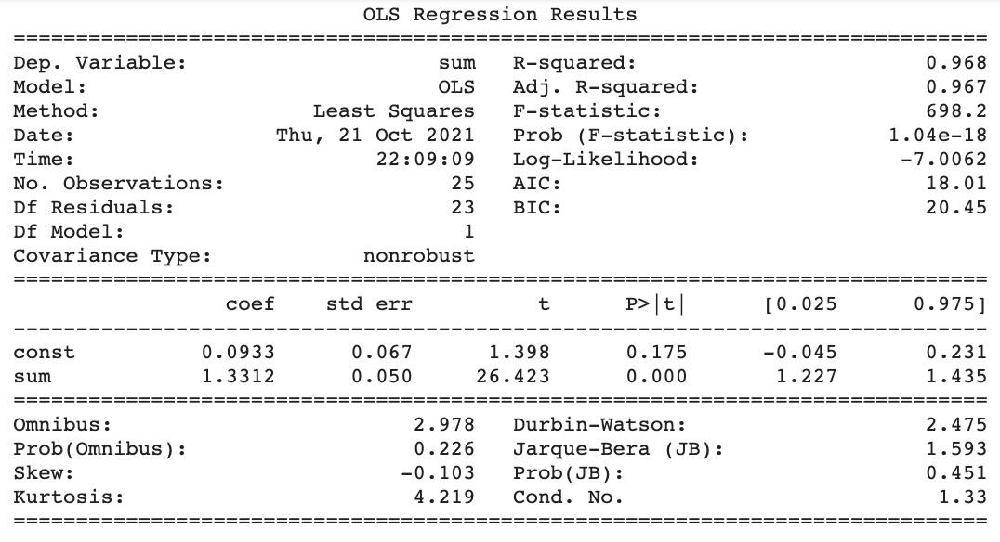 OLS Regression Results
==============================================================================
Dep. Variable:                    sum   R-squared:                       0.968
Model:                            OLS   Adj. R-squared:                  0.967
Method:                 Least Squares   F-statistic:                     698.2
Date:                Thu, 21 Oct 2021   Prob (F-statistic):           1.04e-18
Time:                        22:09:09   Log-Likelihood:                -7.0062
No. Observations:                  25   AIC:                             18.01
Df Residuals:                      23   BIC:                             20.45
Df Model:                           1
Covariance Type:            nonrobust
==============================================================================
                 coef    std err          t      P>|t|      [0.025      0.975]
------------------------------------------------------------------------------
const          0.0933      0.067      1.398      0.175      -0.045       0.231
sum            1.3312      0.050     26.423      0.000       1.227       1.435
==============================================================================
Omnibus:                        2.978   Durbin-Watson:                   2.475
Prob(Omnibus):                  0.226   Jarque-Bera (JB):                1.593
Skew:                          -0.103   Prob(JB):                        0.451
Kurtosis:                       4.219   Cond. No.                         1.33
==============================================================================